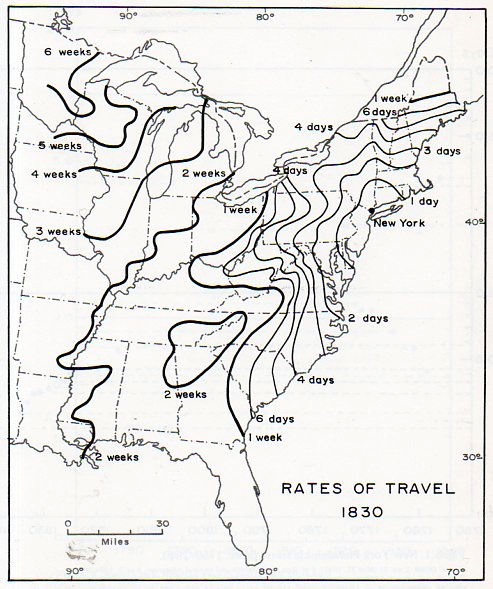 90°
80°
70°
6 weeks
1 week
6 days
4 days
5 weeks
3 days
4 weeks
2 weeks
4 days
1 week
1 day
New York
40°
3 weeks
2 days
4 days
2 weeks
6 days
1 week
2 weeks
30°
RATES OF TRAVEL
1830
0 30
Miles
90°
80°
70°